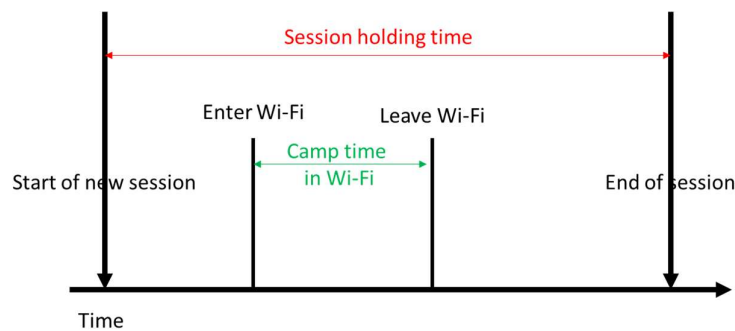 Session holding time
Enter Wi-Fi
Leave Wi-Fi
Camp time
in Wi-Fi
Start of new session
End of session
Time